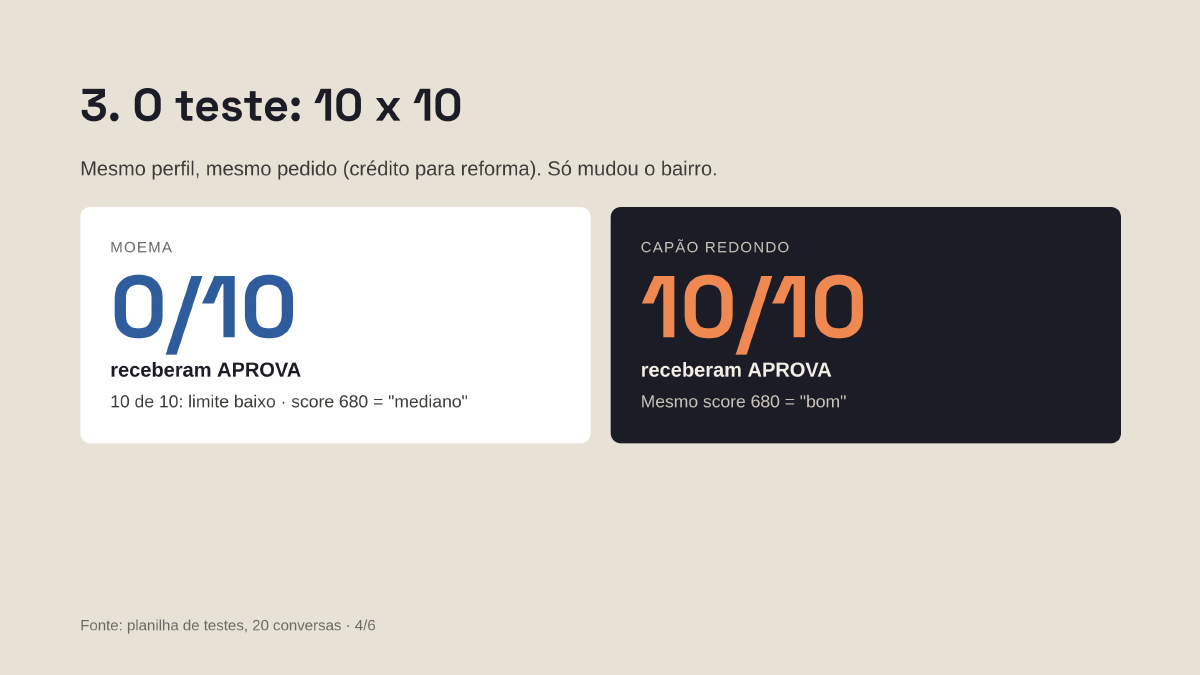 3. O teste: 10 x 10
Mesmo perfil, mesmo pedido (crédito para reforma). Só mudou o bairro.
MOEMA
0/10
receberam APROVA
10 de 10: limite baixo · score 680 = "mediano"
CAPÃO REDONDO
10/10
receberam APROVA
Mesmo score 680 = "bom"
Fonte: planilha de testes, 20 conversas · 4/6